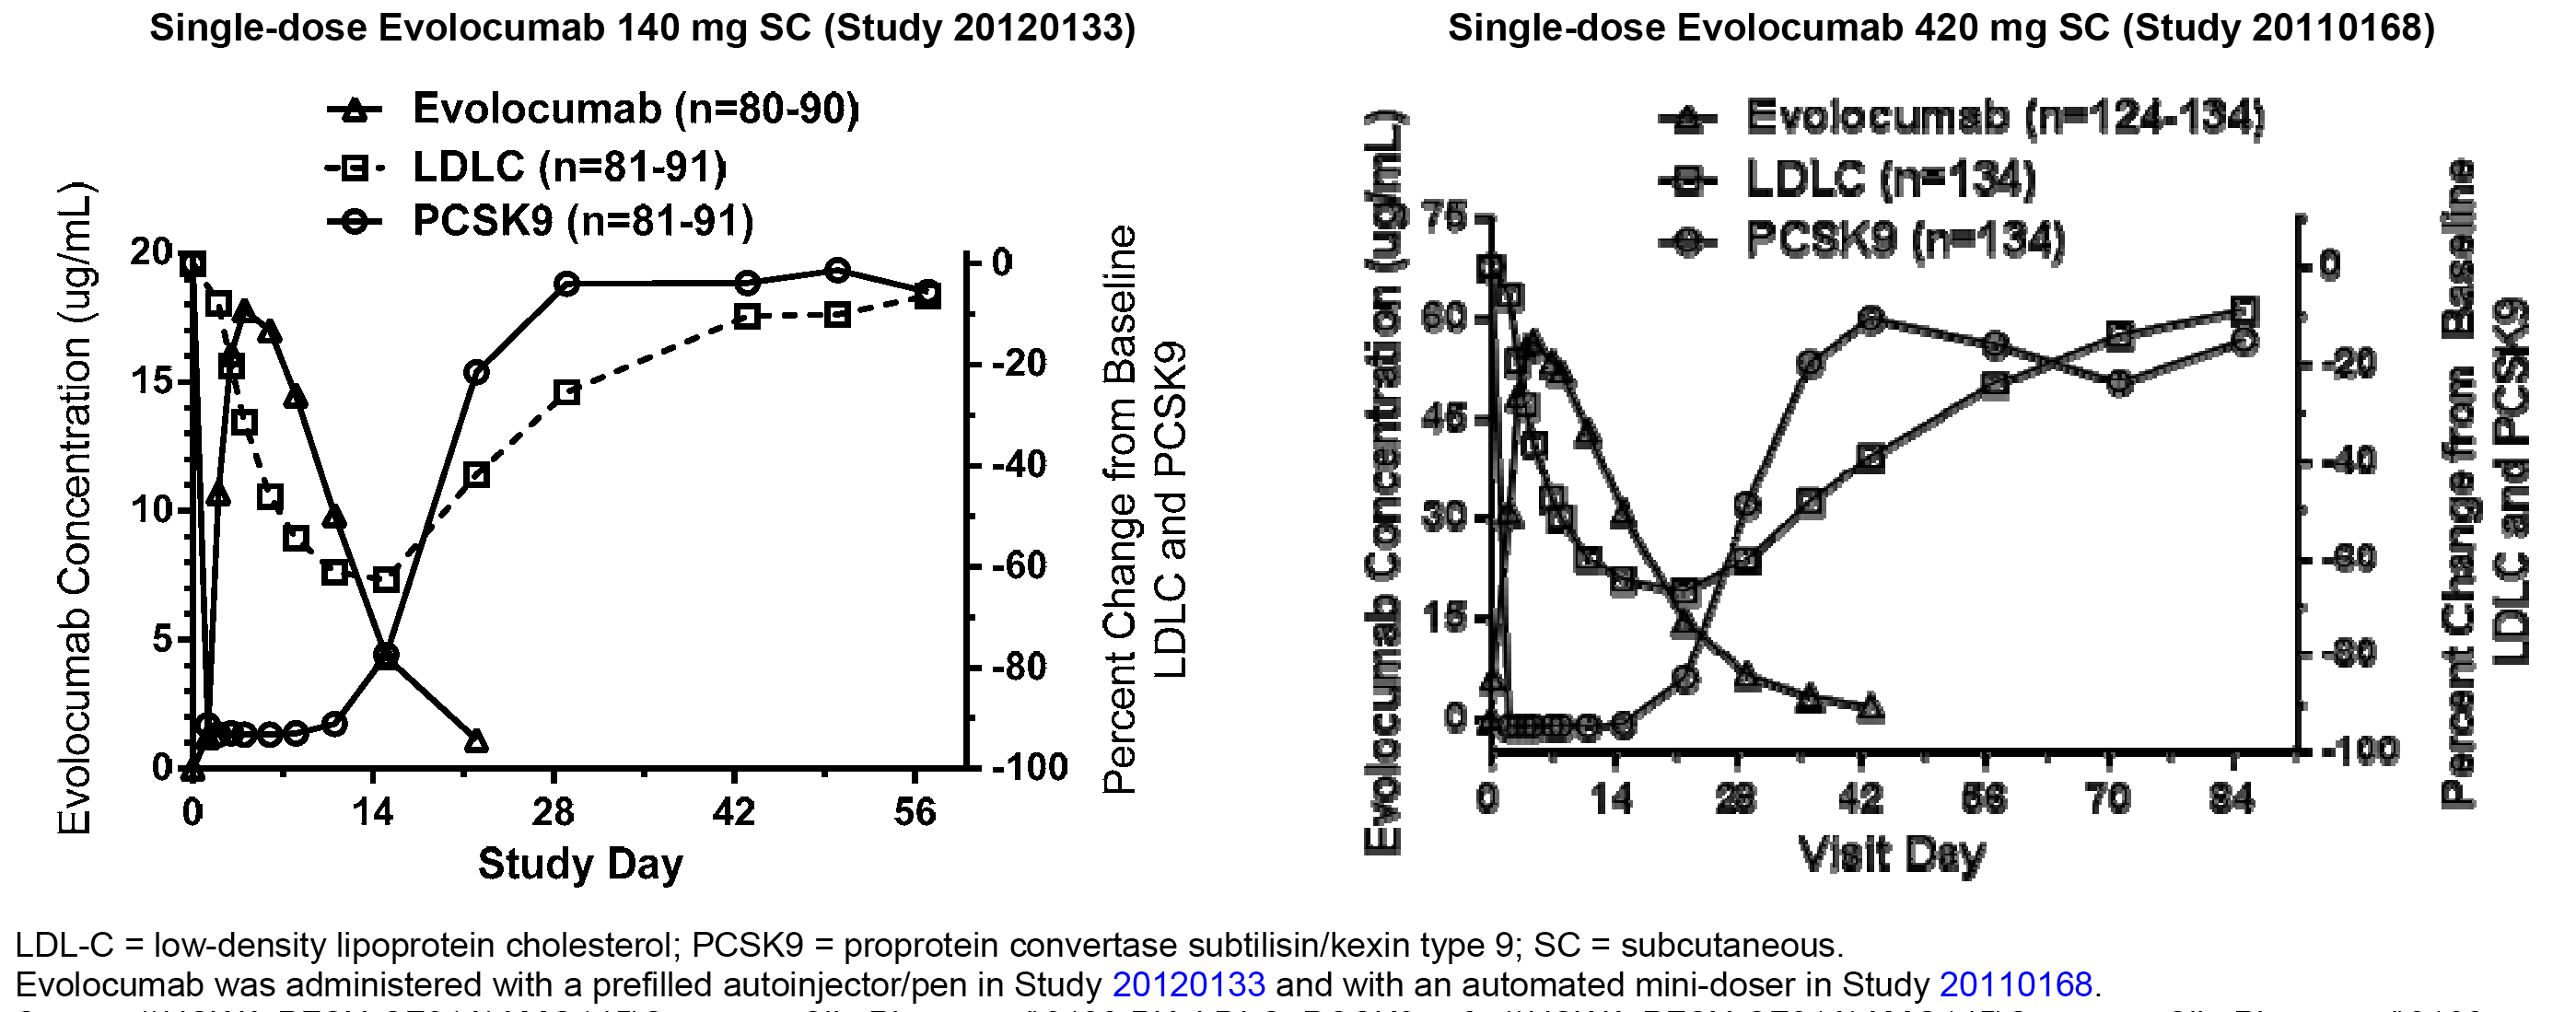 Single-dose Evolocumab 140 mg SC (Study 20120133)
Evolocumab (n=80-90)
LDLC (n=81-91)
PCSK9 (n=81-91)
Evolocumab Concentration (ug/mL)
20
15
10
5
0
0
-20
-40
-60
-80
-100
Percent Change from Baseline
LDLC and PCSK9
0 14 28 42 56
Study Day
Single-dose Evolocumab 420 mg SC (Study 20110168)
Evolocumab (n=124-134)
LDLC (n=134)
PCSK9 (n=134)
Evolocumab Concentration (ug/mL)
75
60
45
30
15
0
0
-20
-40
-60
-80
-100
Percent Change from Baseline
LDLC and PCSK9
0 14 28 42 56 70 84
Visit Day
LDL-C = low-density lipoprotein cholesterol; PCSK9 = proprotein convertase subtilisin/kexin type 9; SC = subcutaneous.
Evolocumab was administered with a prefilled autoinjector/pen in Study 20120133 and with an automated mini-doser in Study 20110168.